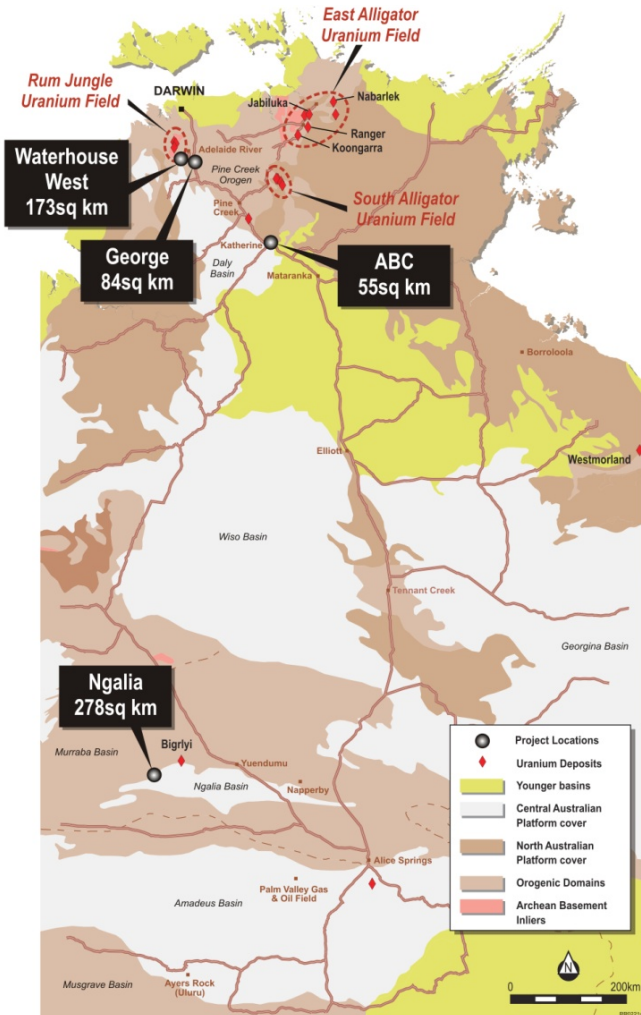 East Alligator
Uranium Field
Rum Jungle
Uranium Field
DARWIN
Jabiluka
Nabarlek
Ranger
Koongarra
Adelaide River
Waterhouse
West
173sq km
Pine Creek
Orogen
South Alligator
Uranium Field
Pine
Creek
George
84sq km
Katherine
ABC
55sq km
Daly
Basin
Mataranka
Borroloola
Elliott
Westmorland
Wiso Basin
Tennant Creek
Georgina Basin
Ngalia
278sq km
Murraba Basin
Bigrlyi
Yuendumu
Ngalia Basin
Napperby
Project Locations
Uranium Deposits
Younger basins
Central Australian
Platform cover
North Australian
Platform cover
Orogenic Domains
Archean Basement
Inliers
Alice Springs
Palm Valley Gas
& Oil Field
Amadeus Basin
Musgrave Basin
Ayers Rock
(Uluru)
N
0 200km